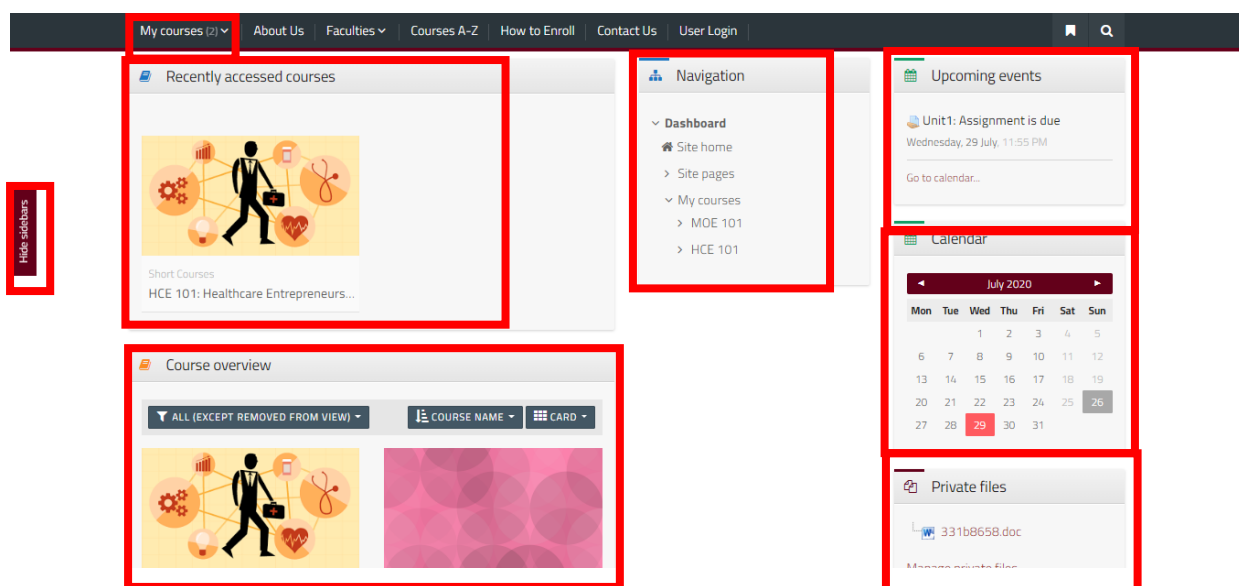 My courses (2) About Us Faculties Courses A-Z How to Enroll Contact Us User Login
Hide sidebars
Recently accessed courses
Short Courses
HCE 101: Healthcare Entrepreneurs...
Course overview
ALL (EXCEPT REMOVED FROM VIEW) COURSE NAME CARD
Navigation
Dashboard
Site home
Site pages
My courses
MOE 101
HCE 101
Upcoming events
Unit1: Assignment is due
Wednesday, 29 July, 11:55 PM
Go to calendar...
Calendar
◄ July 2020 ►
Mon Tue Wed Thu Fri Sat Sun
1 2 3 4 5
6 7 8 9 10 11 12
13 14 15 16 17 18 19
20 21 22 23 24 25 26
27 28 29 30 31
Private files
331b8658.doc
Manage private files